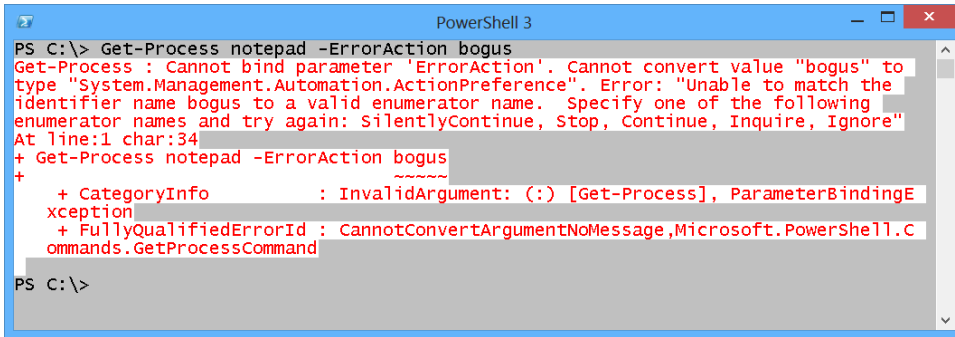 PowerShell 3
PS C:\> Get-Process notepad -ErrorAction bogus
Get-Process : Cannot bind parameter 'ErrorAction'. Cannot convert value "bogus" to
type "System.Management.Automation.ActionPreference". Error: "Unable to match the
identifier name bogus to a valid enumerator name.  Specify one of the following
enumerator names and try again: SilentlyContinue, Stop, Continue, Inquire, Ignore"
At line:1 char:34
+ Get-Process notepad -ErrorAction bogus
+                                  ~~~~~
    + CategoryInfo          : InvalidArgument: (:) [Get-Process], ParameterBindingE
   xception
    + FullyQualifiedErrorId : CannotConvertArgumentNoMessage,Microsoft.PowerShell.C
   ommands.GetProcessCommand
PS C:\>